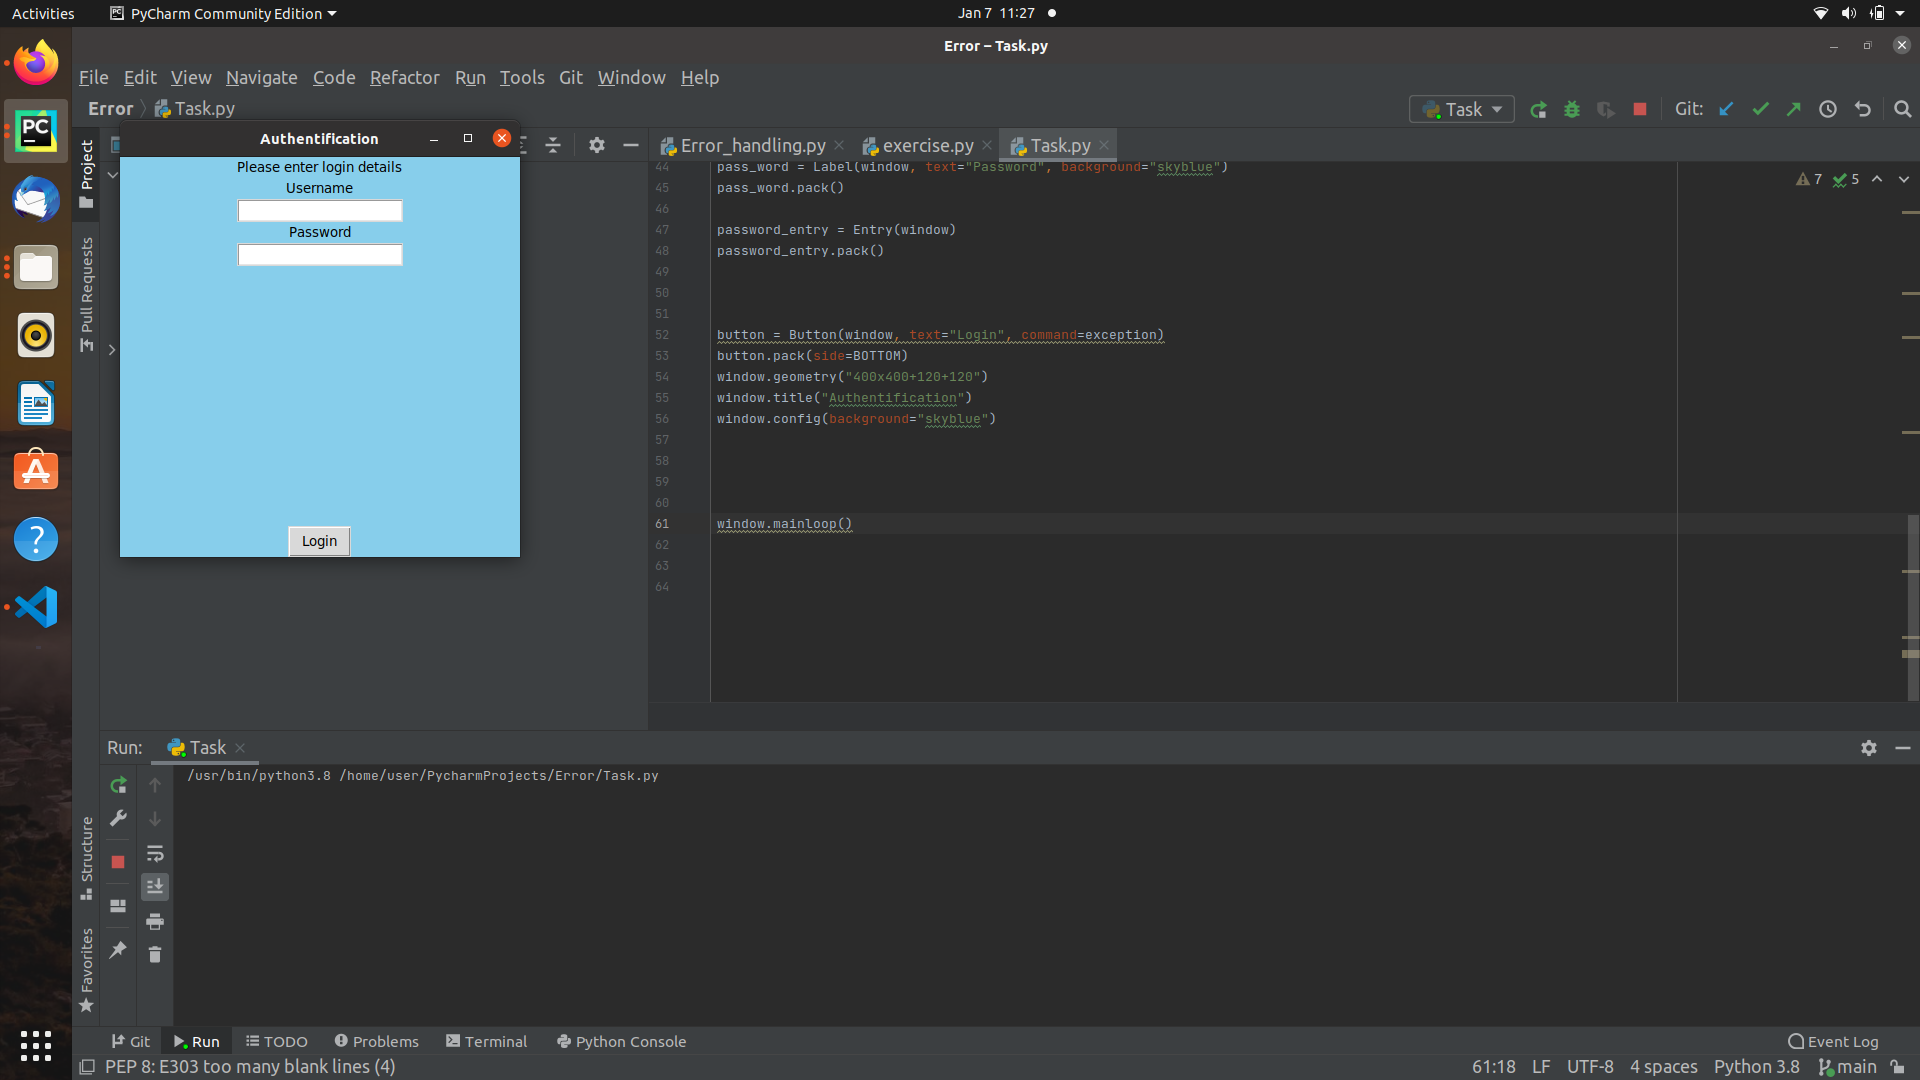 Activities PyCharm Community Edition Jan 7 11:27
Error – Task.py
File Edit View Navigate Code Refactor Run Tools Git Window Help
Error Task.py Task Git:
Authentification
Please enter login details
Username
Password
Login
Project
Pull Requests
Structure
Favorites
Error_handling.py exercise.py Task.py
7 5
44 pass_word = Label(window, text="Password", background="skyblue")
45 pass_word.pack()
46
47 password_entry = Entry(window)
48 password_entry.pack()
49
50
51
52 button = Button(window, text="Login", command=exception)
53 button.pack(side=BOTTOM)
54 window.geometry("400x400+120+120")
55 window.title("Authentification")
56 window.config(background="skyblue")
57
58
59
60
61 window.mainloop()
62
63
64
Run: Task
/usr/bin/python3.8 /home/user/PycharmProjects/Error/Task.py
Git Run TODO Problems Terminal Python Console Event Log
PEP 8: E303 too many blank lines (4) 61:18 LF UTF-8 4 spaces Python 3.8 main